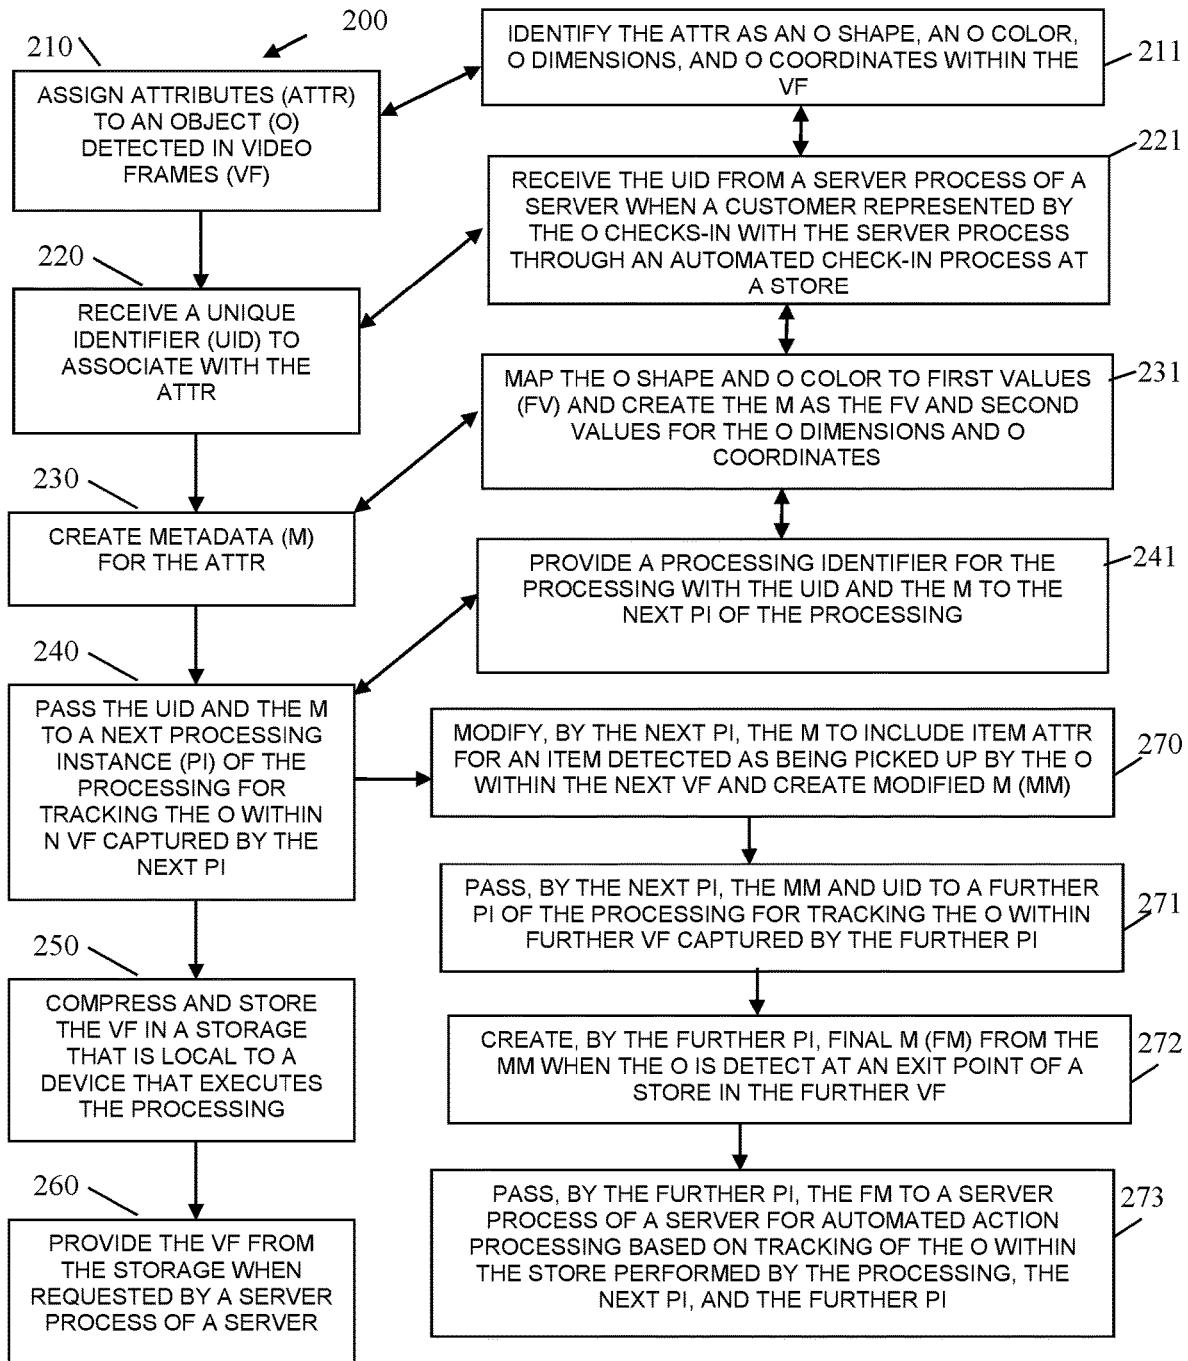 200
210
ASSIGN ATTRIBUTES (ATTR)
TO AN OBJECT (O)
DETECTED IN VIDEO
FRAMES (VF)
IDENTIFY THE ATTR AS AN O SHAPE, AN O COLOR,
O DIMENSIONS, AND O COORDINATES WITHIN THE
VF
211
220
RECEIVE A UNIQUE
IDENTIFIER (UID) TO
ASSOCIATE WITH THE
ATTR
221
RECEIVE THE UID FROM A SERVER PROCESS OF A
SERVER WHEN A CUSTOMER REPRESENTED BY
THE O CHECKS-IN WITH THE SERVER PROCESS
THROUGH AN AUTOMATED CHECK-IN PROCESS AT
A STORE
230
CREATE METADATA (M)
FOR THE ATTR
MAP THE O SHAPE AND O COLOR TO FIRST VALUES
(FV) AND CREATE THE M AS THE FV AND SECOND
VALUES FOR THE O DIMENSIONS AND O
COORDINATES
231
240
PASS THE UID AND THE M
TO A NEXT PROCESSING
INSTANCE (PI) OF THE
PROCESSING FOR
TRACKING THE O WITHIN
N VF CAPTURED BY THE
NEXT PI
PROVIDE A PROCESSING IDENTIFIER FOR THE
PROCESSING WITH THE UID AND THE M TO THE
NEXT PI OF THE PROCESSING
241
250
COMPRESS AND STORE
THE VF IN A STORAGE
THAT IS LOCAL TO A
DEVICE THAT EXECUTES
THE PROCESSING
260
PROVIDE THE VF FROM
THE STORAGE WHEN
REQUESTED BY A SERVER
PROCESS OF A SERVER
MODIFY, BY THE NEXT PI, THE M TO INCLUDE ITEM ATTR
FOR AN ITEM DETECTED AS BEING PICKED UP BY THE O
WITHIN THE NEXT VF AND CREATE MODIFIED M (MM)
270
PASS, BY THE NEXT PI, THE MM AND UID TO A FURTHER
PI OF THE PROCESSING FOR TRACKING THE O WITHIN
FURTHER VF CAPTURED BY THE FURTHER PI
271
CREATE, BY THE FURTHER PI, FINAL M (FM) FROM THE
MM WHEN THE O IS DETECT AT AN EXIT POINT OF A
STORE IN THE FURTHER VF
272
PASS, BY THE FURTHER PI, THE FM TO A SERVER
PROCESS OF A SERVER FOR AUTOMATED ACTION
PROCESSING BASED ON TRACKING OF THE O WITHIN
THE STORE PERFORMED BY THE PROCESSING, THE
NEXT PI, AND THE FURTHER PI
273